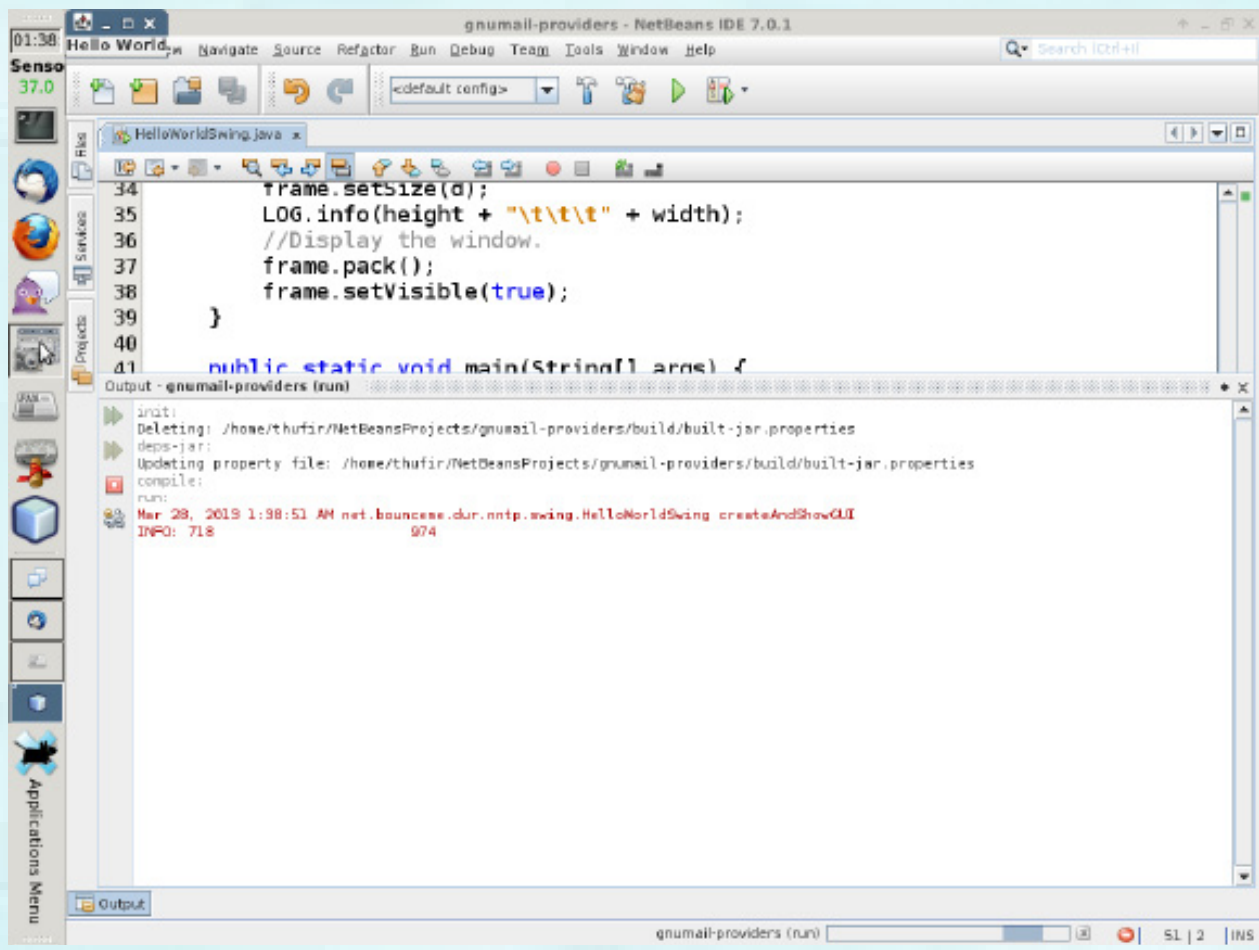 gnumail-providers - NetBeans IDE 7.0.1
01:38
Hello World
Navigate Source Refactor Run Debug Team Tools Window Help
Search (Ctrl+I)
Senso
37.0
<default config>
HelloWorldSwing.java x
Files
Services
Projects
34 frame.setSize(d);
35 LOG.info(height + "\t\t\t" + width);
36 //Display the window.
37 frame.pack();
38 frame.setVisible(true);
39 }
40
41 public static void main(String[] args) {
Output - gnumail-providers (run)
init:
Deleting: /home/thufir/NetBeansProjects/gnumail-providers/build/built-jar.properties
deps-jar:
Updating property file: /home/thufir/NetBeansProjects/gnumail-providers/build/built-jar.properties
compile:
run:
Mar 28, 2013 1:38:51 AM net.bounceme.dur.nntp.swing.HelloWorldSwing createAndShowGUI
INFO: 718 974
Applications Menu
Output
gnumail-providers (run)
51 | 2 INS